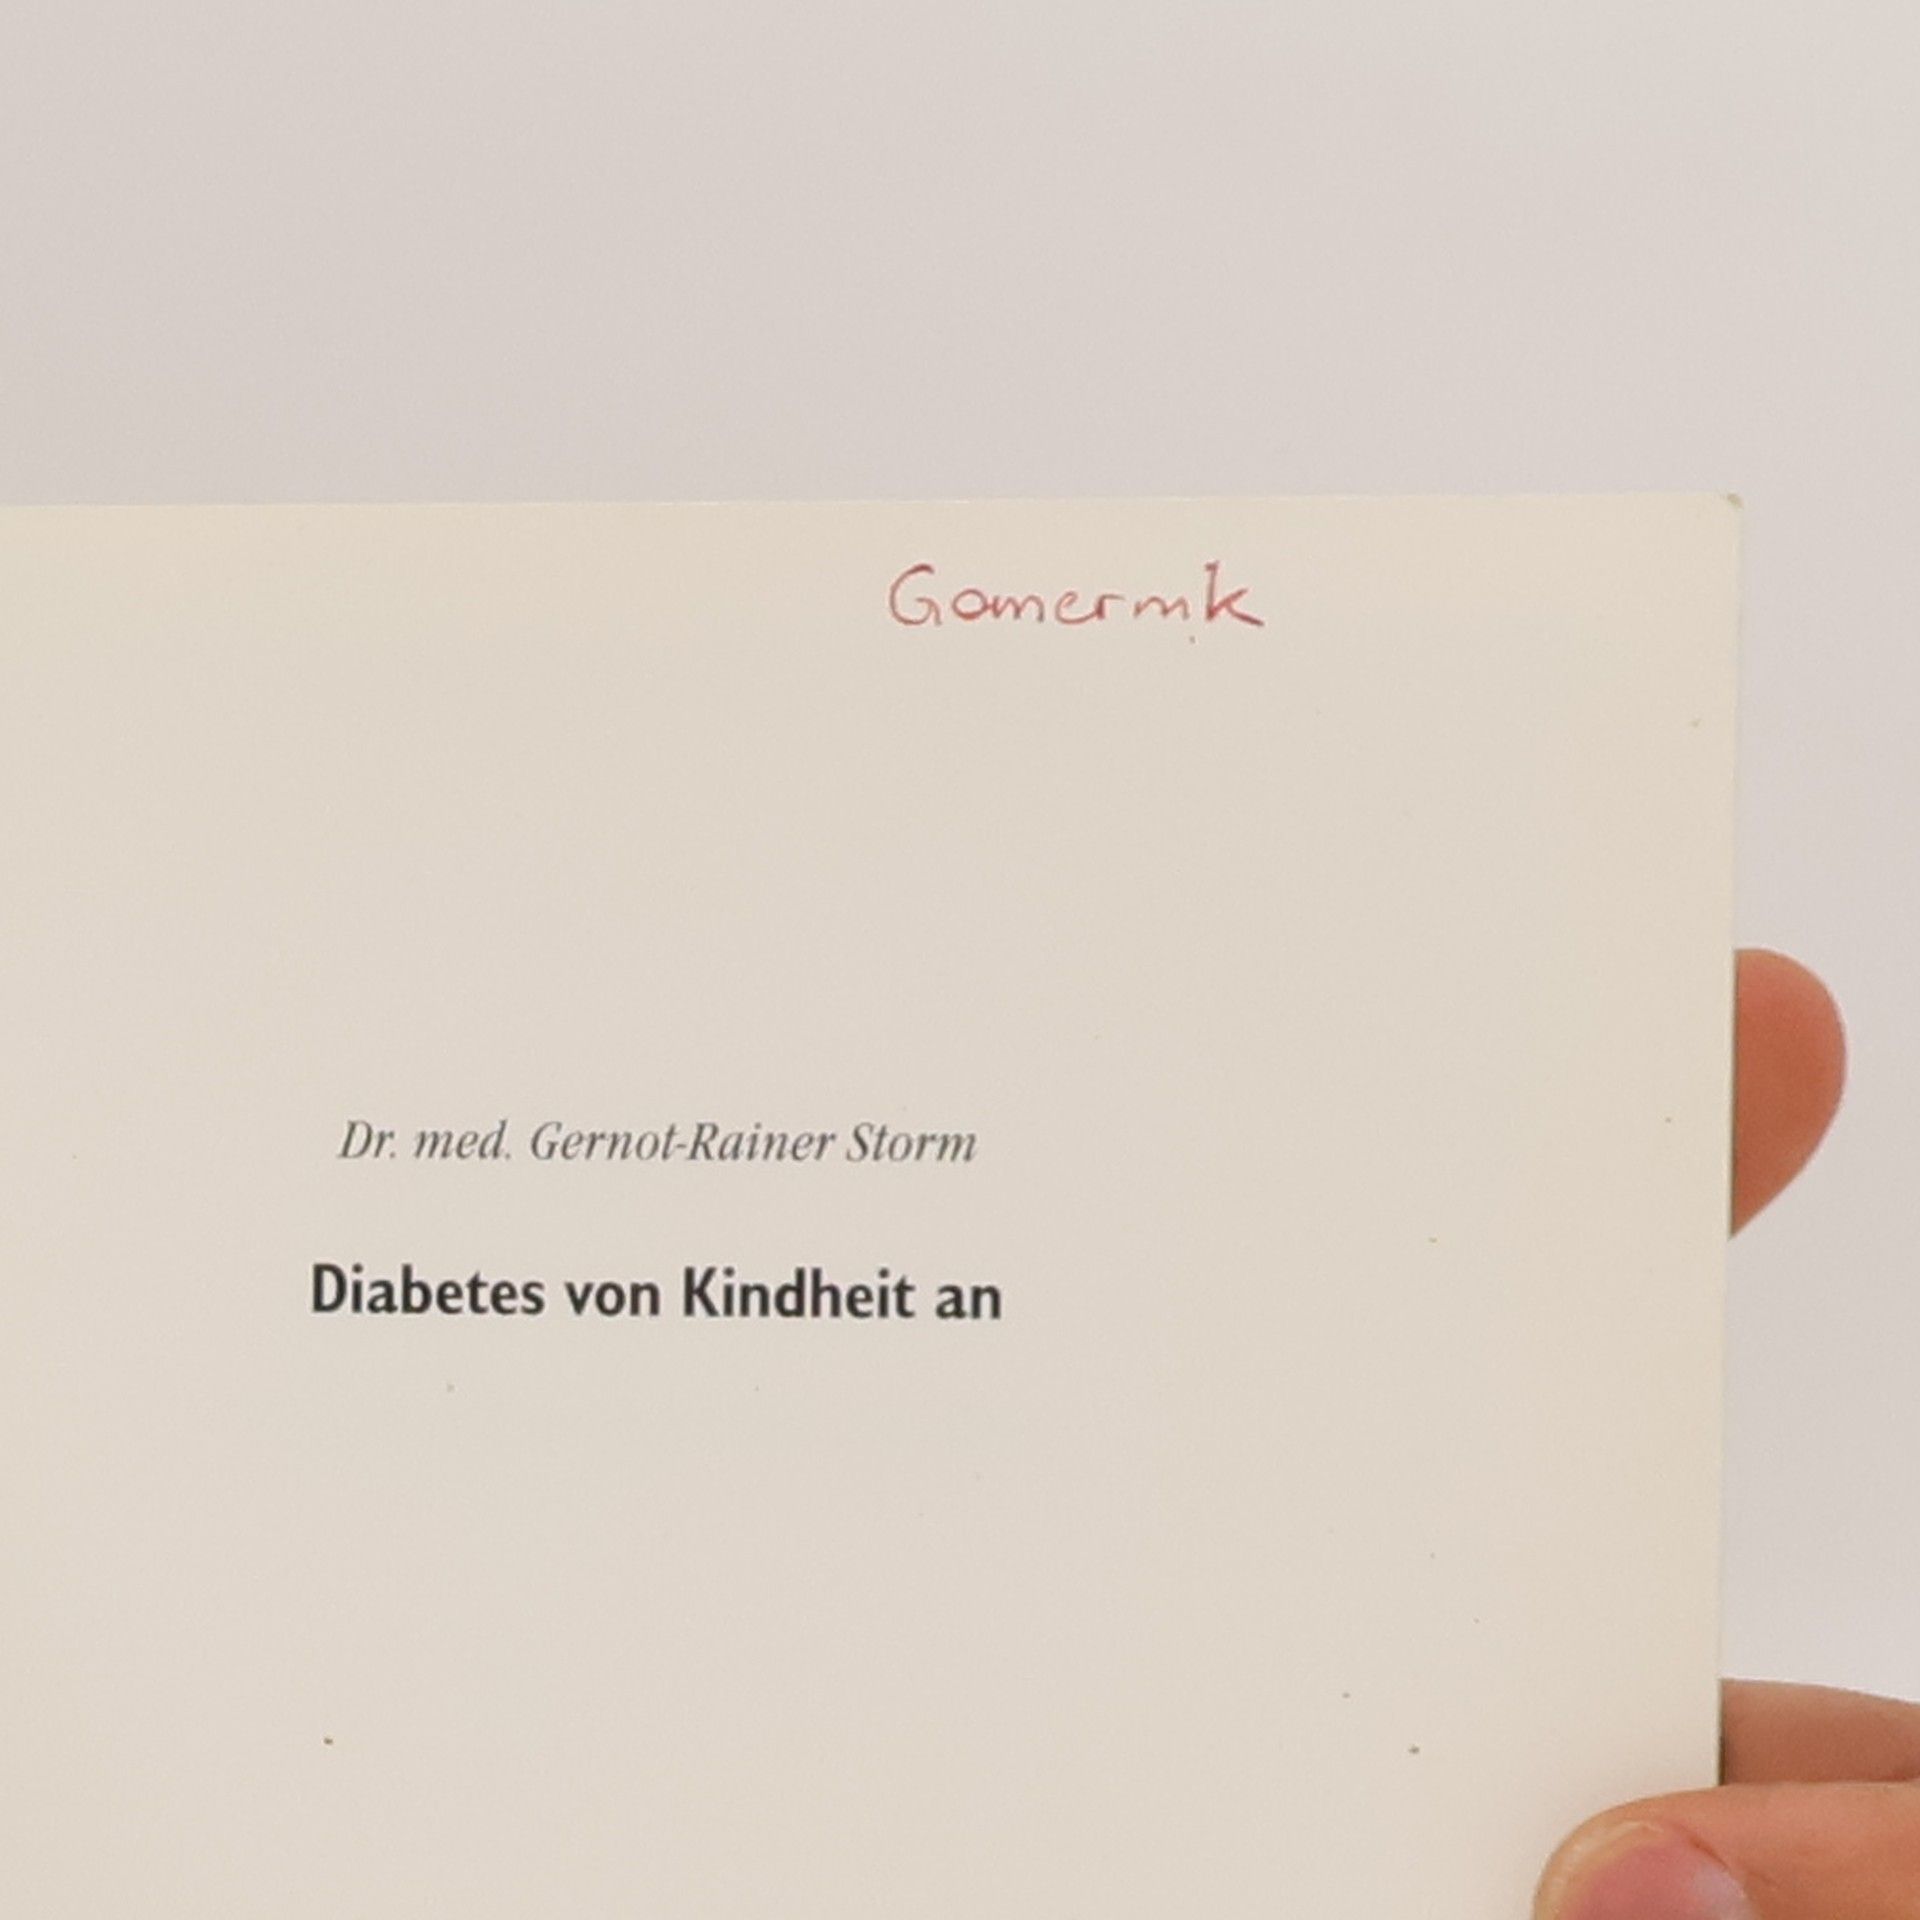 Gomermk
Dr. med. Gernot-Rainer Storm
Diabetes von Kindheit an